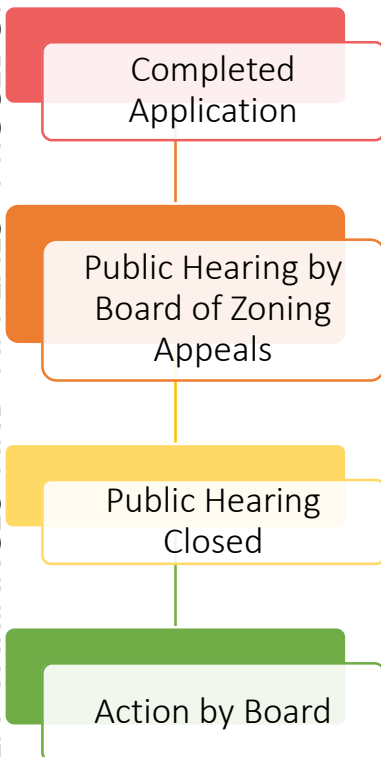 Completed
Application
Public Hearing by
Board of Zoning
Appeals
Public Hearing
Closed
Action by Board